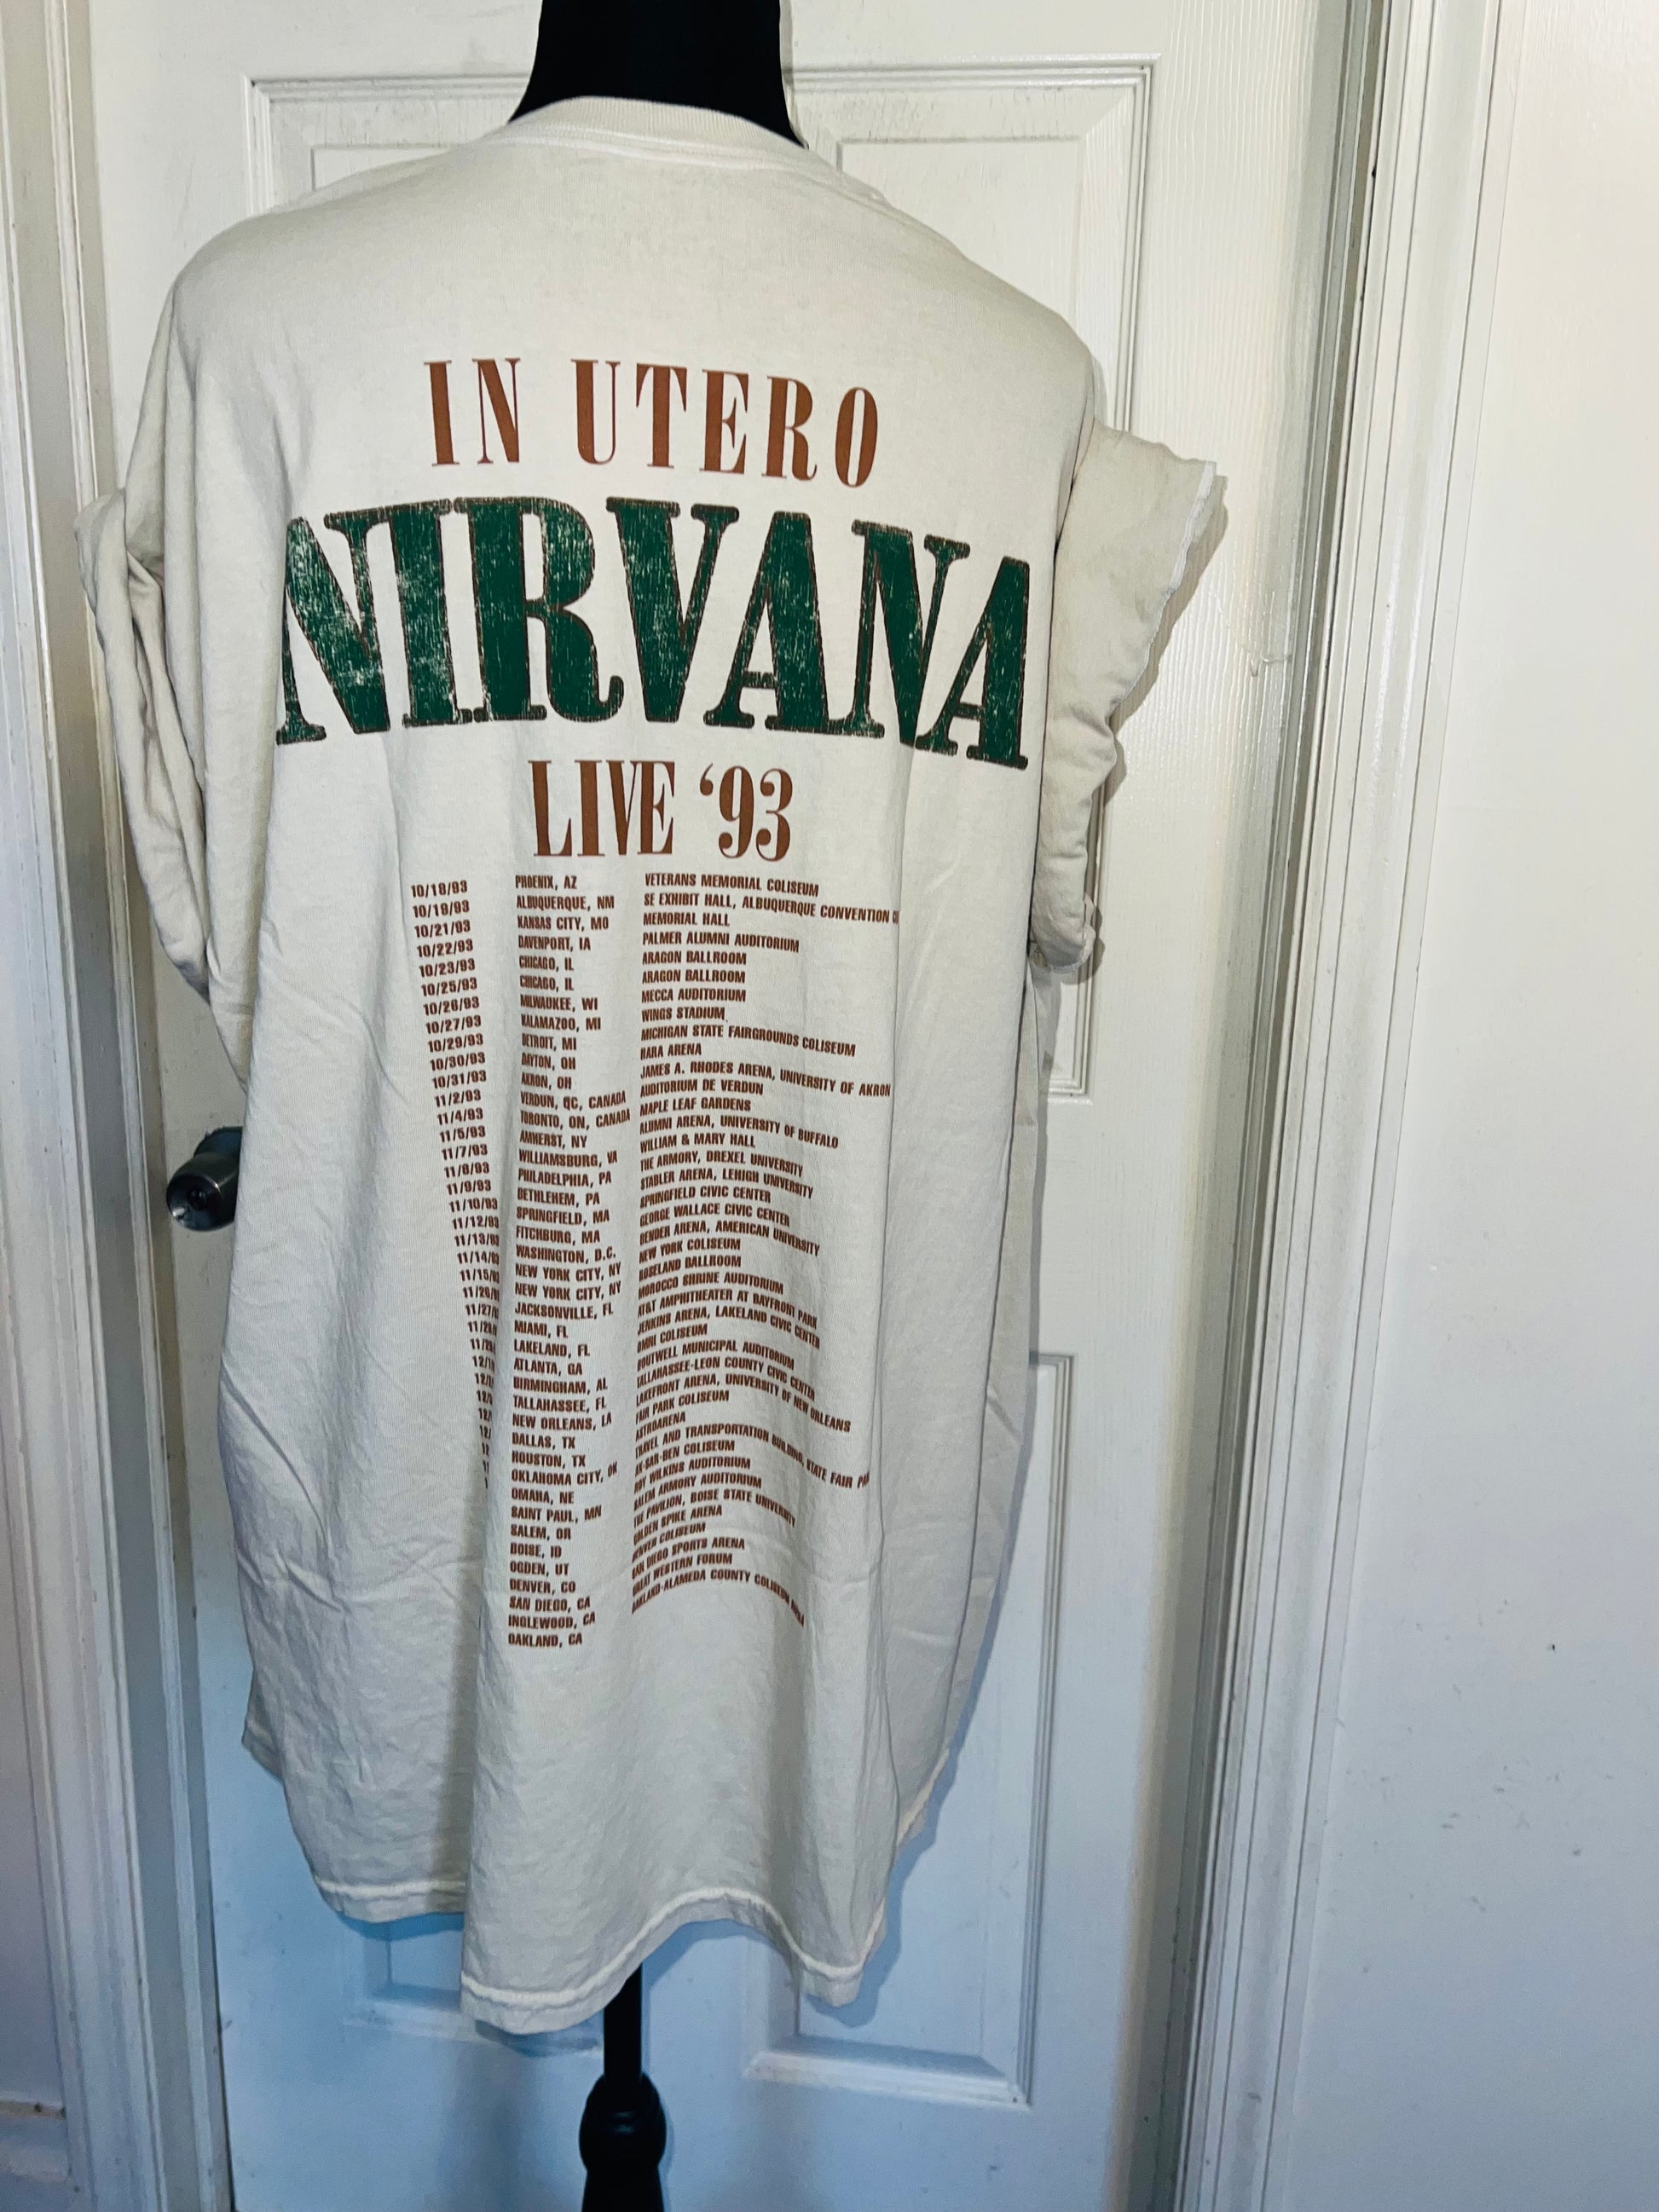 IN UTERO
NIRVANA
LIVE '93
10/18/93 PHOENIX, AZ VETERANS MEMORIAL COLISEUM
10/19/93 ALBUQUERQUE, NM SE EXHIBIT HALL, ALBUQUERQUE CONVENTION
10/21/93 KANSAS CITY, MO MEMORIAL HALL
10/22/93 DAVENPORT, IA PALMER ALUMNI AUDITORIUM
10/23/93 CHICAGO, IL ARAGON BALLROOM
10/25/93 CHICAGO, IL ARAGON BALLROOM
10/26/93 MILWAUKEE, WI MECCA AUDITORIUM
10/27/93 KALAMAZOO, MI WINGS STADIUM
10/29/93 DETROIT, MI MICHIGAN STATE FAIRGROUNDS COLISEUM
10/30/93 DAYTON, OH HARA ARENA
10/31/93 AKRON, OH JAMES A. RHODES ARENA, UNIVERSITY OF AKRON
11/2/93 VERDUN, QC, CANADA AUDITORIUM DE VERDUN
11/4/93 TORONTO, ON, CANADA MAPLE LEAF GARDENS
11/5/93 AMHERST, NY ALUMNI ARENA, UNIVERSITY OF BUFFALO
11/7/93 WILLIAMSBURG, VA WILLIAM & MARY HALL
11/8/93 PHILADELPHIA, PA THE ARMORY, DREXEL UNIVERSITY
11/9/93 BETHLEHEM, PA STABLER ARENA, LEHIGH UNIVERSITY
11/10/93 SPRINGFIELD, MA SPRINGFIELD CIVIC CENTER
11/12/93 FITCHBURG, MA GEORGE WALLACE CIVIC CENTER
11/13/93 WASHINGTON, D.C. BENDER ARENA, AMERICAN UNIVERSITY
11/14/93 NEW YORK CITY, NY NEW YORK COLISEUM
11/15/93 NEW YORK CITY, NY ROSELAND BALLROOM
11/26/ JACKSONVILLE, FL MOROCCO SHRINE AUDITORIUM
11/27/ MIAMI, FL AT&T AMPHITHEATER AT BAYFRONT PARK
LAKELAND, FL JENKINS ARENA, LAKELAND CIVIC CENTER
ATLANTA, GA OMNI COLISEUM
BIRMINGHAM, AL BOUTWELL MUNICIPAL AUDITORIUM
TALLAHASSEE, FL TALLAHASSEE-LEON COUNTY CIVIC CENTER
NEW ORLEANS, LA LAKEFRONT ARENA, UNIVERSITY OF NEW ORLEANS
DALLAS, TX FAIR PARK COLISEUM
HOUSTON, TX ASTROARENA
OKLAHOMA CITY, OK TRAVEL AND TRANSPORTATION BUILDING, STATE FAIR
OMAHA, NE AK-SAR-BEN COLISEUM
SAINT PAUL, MN ROY WILKINS AUDITORIUM
SALEM, OR SALEM ARMORY AUDITORIUM
BOISE, ID THE PAVILION, BOISE STATE UNIVERSITY
OGDEN, UT GOLDEN SPIKE ARENA
DENVER, CO DENVER COLISEUM
SAN DIEGO, CA SAN DIEGO SPORTS ARENA
INGLEWOOD, CA GREAT WESTERN FORUM
OAKLAND, CA OAKLAND-ALAMEDA COUNTY COLISEUM ARENA